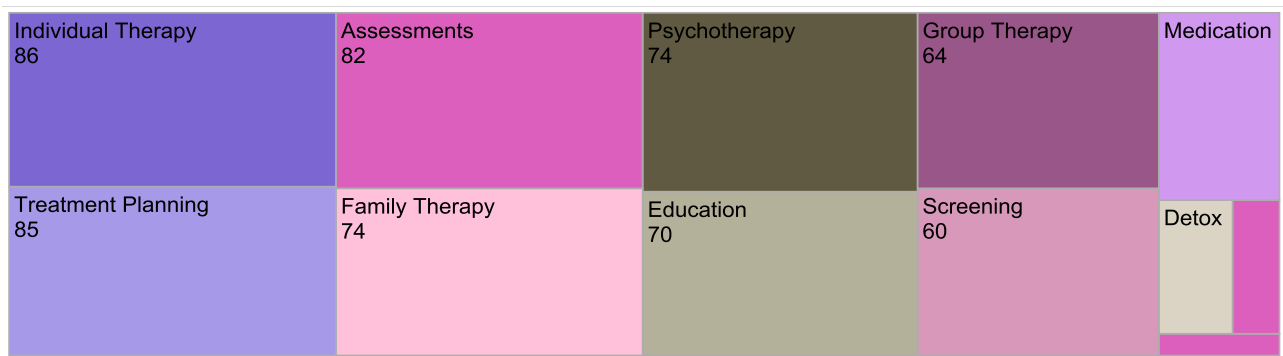 Individual Therapy
86
Assessments
82
Psychotherapy
74
Group Therapy
64
Medication
Treatment Planning
85
Family Therapy
74
Education
70
Screening
60
Detox